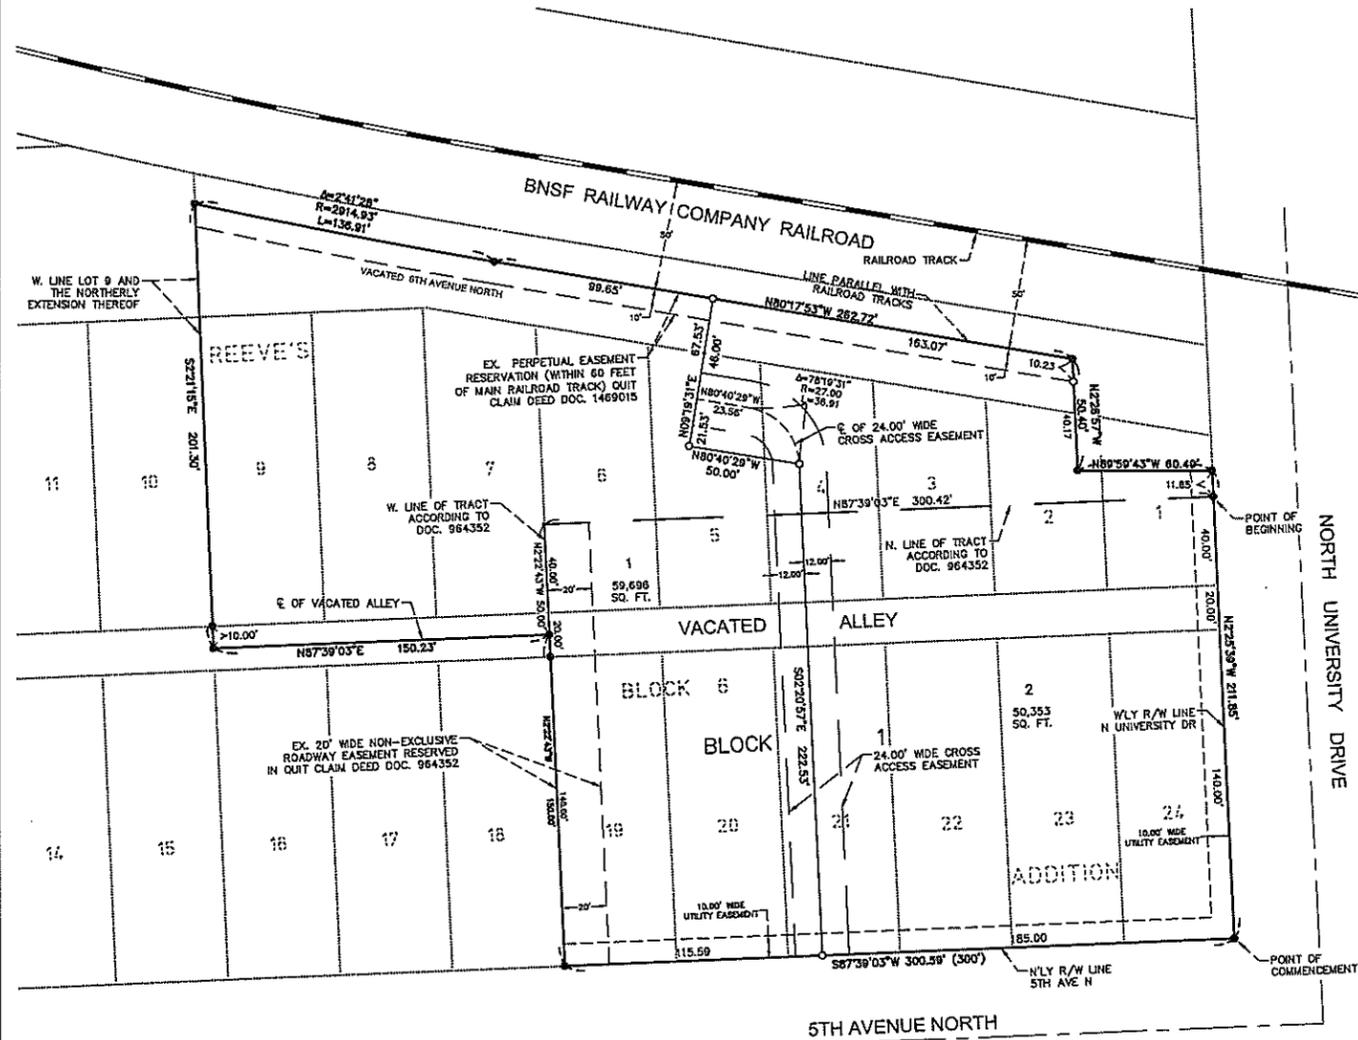 BNSF RAILWAY COMPANY RAILROAD
RAILROAD TRACK
50'
50'
Δ=2°41'28"
R=2914.93'
L=136.91'
VACATED 6TH AVENUE NORTH
99.65'
10'
LINE PARALLEL WITH
RAILROAD TRACKS
N80°17'53"W 262.72'
163.07'
10.23
10'
W. LINE LOT 9 AND
THE NORTHERLY
EXTENSION THEREOF
REEVE'S
S2°21'15"E 201.30'
EX. PERPETUAL EASEMENT
RESERVATION (WITHIN 60 FEET
OF MAIN RAILROAD TRACK) QUIT
CLAIM DEED DOC. 1469015
67.53'
46.00'
N09°19'31"E
21.53'
N80°40'29"W
23.56'
Δ=78°19'31"
R=27.00
L=36.91
℄ OF 24.00' WIDE
CROSS ACCESS EASEMENT
N80°40'29"W
50.00'
N2°26'57"W
50.40'
40.17
N89°59'43"W 60.49'
11.85
POINT OF
BEGINNING
11
10
9
8
7
6
5
4
3
2
1
N87°39'03"E 300.42'
N. LINE OF TRACT
ACCORDING TO
DOC. 964352
W. LINE OF TRACT
ACCORDING TO
DOC. 964352
N2°22'43"W 50.00'
40.00'
20'
1
59,696
SQ. FT.
12.00'
12.00'
40.00'
20.00'
℄ OF VACATED ALLEY
>10.00'
N87°39'03"E 150.23'
20.00'
VACATED ALLEY
BLOCK 6
BLOCK 1
2
50,353
SQ. FT.
S02°20'57"E 222.53'
N2°25'39"W 211.85'
W'LY R/W LINE
N UNIVERSITY DR
NORTH UNIVERSITY DRIVE
EX. 20' WIDE NON-EXCLUSIVE
ROADWAY EASEMENT RESERVED
IN QUIT CLAIM DEED DOC. 964352
N2°22'43"W
150.00'
140.00'
24.00' WIDE CROSS
ACCESS EASEMENT
140.00'
14
15
16
17
18
19
20
21
22
23
24
10.00' WIDE
UTILITY EASEMENT
ADDITION
20'
10.00' WIDE
UTILITY EASEMENT
115.59
185.00
S87°39'03"W 300.59' (300')
N'LY R/W LINE
5TH AVE N
POINT OF
COMMENCEMENT
5TH AVENUE NORTH